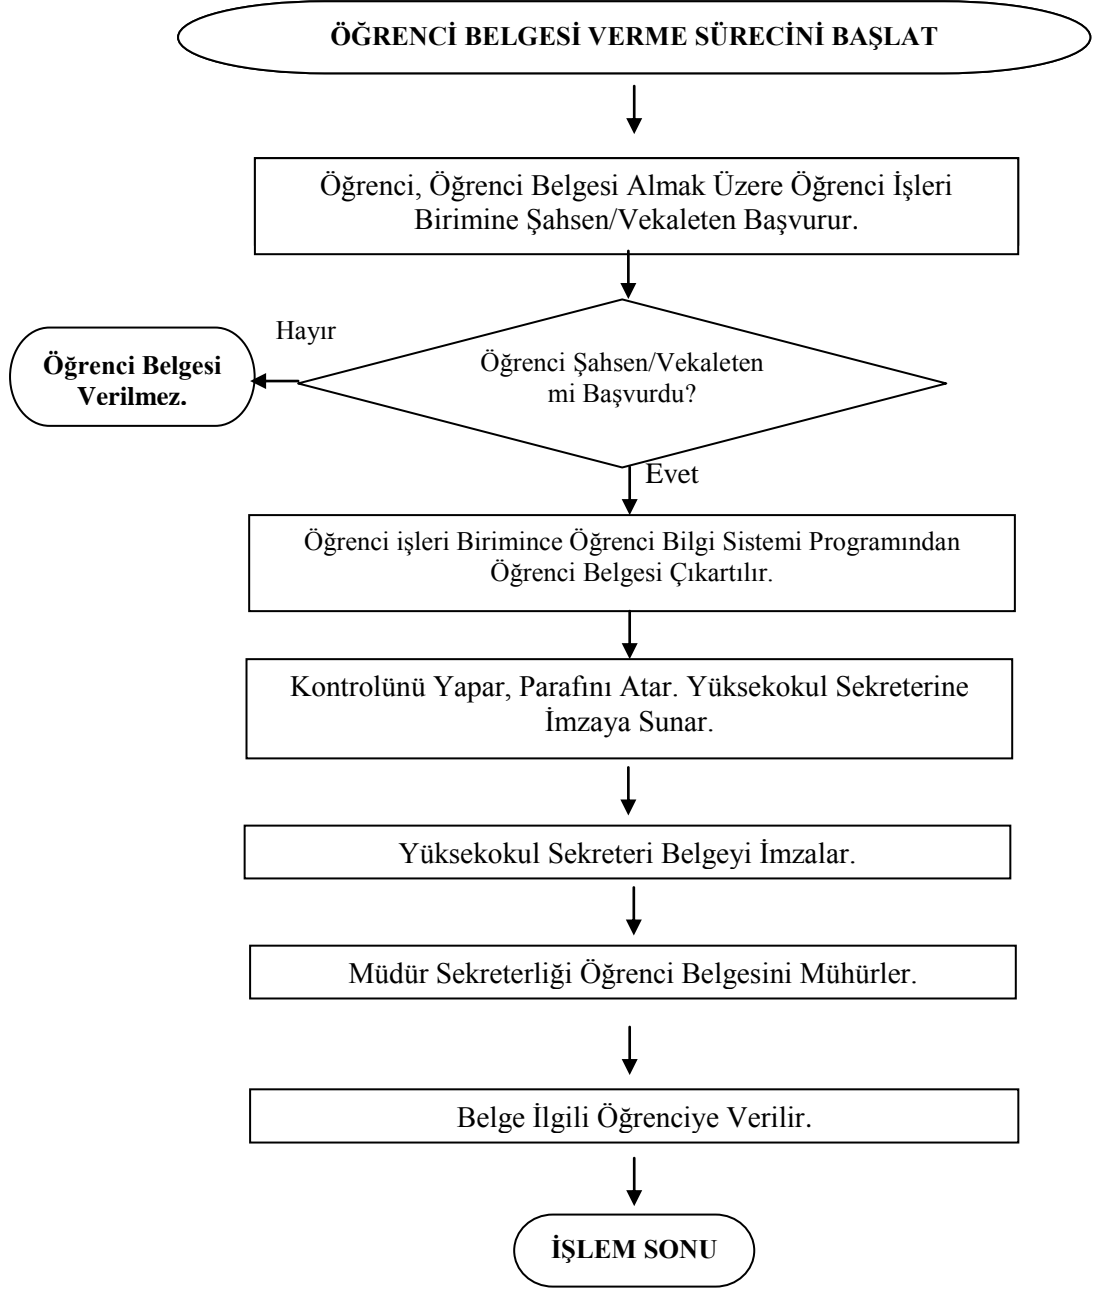 ÖĞRENCİ BELGESİ VERME SÜRECİNİ BAŞLAT
Öğrenci, Öğrenci Belgesi Almak Üzere Öğrenci İşleri
Birimine Şahsen/Vekaleten Başvurur.
Hayır
Öğrenci Belgesi
Verilmez.
Öğrenci Şahsen/Vekaleten
mi Başvurdu?
Evet
Öğrenci işleri Birimince Öğrenci Bilgi Sistemi Programından
Öğrenci Belgesi Çıkartılır.
Kontrolünü Yapar, Parafını Atar. Yüksekokul Sekreterine
İmzaya Sunar.
Yüksekokul Sekreteri Belgeyi İmzalar.
Müdür Sekreterliği Öğrenci Belgesini Mühürler.
Belge İlgili Öğrenciye Verilir.
İŞLEM SONU